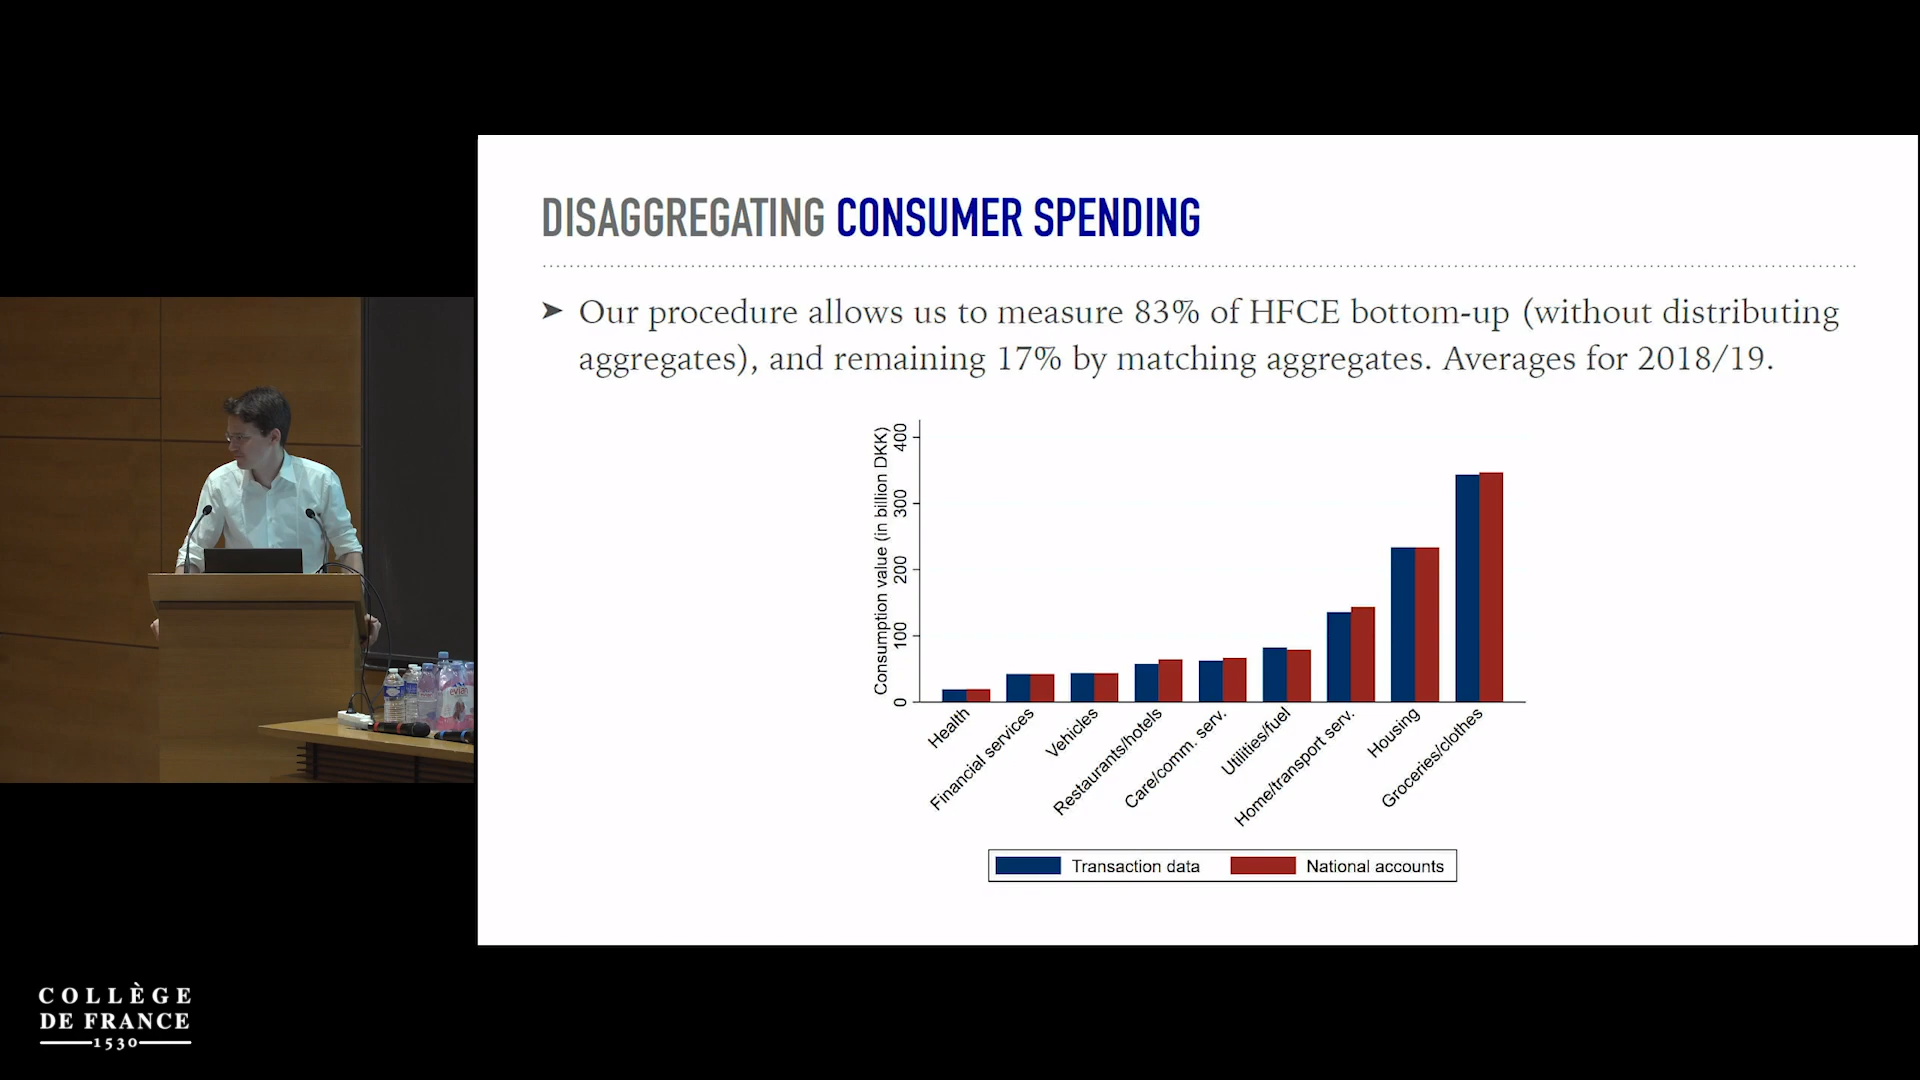 DISAGGREGATING CONSUMER SPENDING
➤ Our procedure allows us to measure 83% of HFCE bottom-up (without distributing
aggregates), and remaining 17% by matching aggregates. Averages for 2018/19.
Consumption value (in billion DKK)
400
300
200
100
0
Health
Financial services
Vehicles
Restaurants/hotels
Care/comm. serv.
Utilities/fuel
Home/transport serv.
Housing
Groceries/clothes
Transaction data
National accounts
evian
COLLÈGE
DE FRANCE
1530